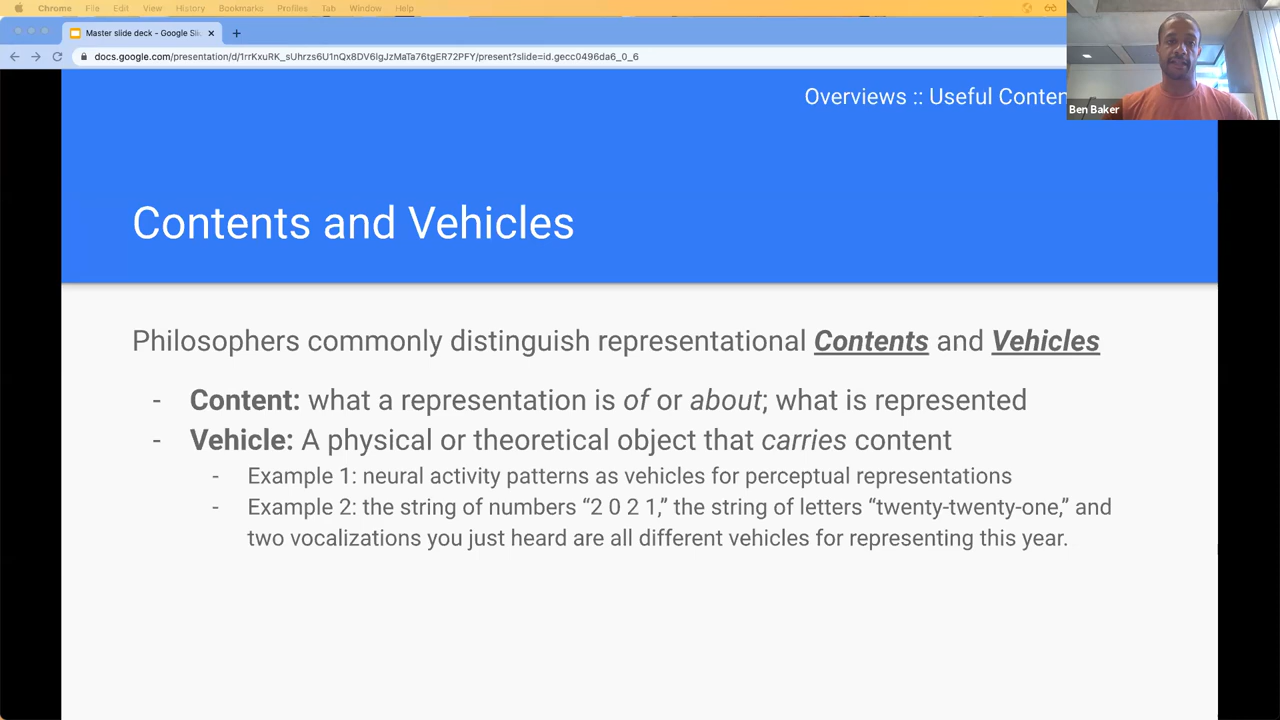 Chrome File Edit View History Bookmarks Profiles Tab Window Help
Master slide deck - Google Sli
docs.google.com/presentation/d/1rrKxuRK_sUhrzs6U1nQx8DV6lgJzMaTa76tgER72PFY/present?slide=id.gecc0496da6_0_6
Overviews :: Useful Conten
Ben Baker
Contents and Vehicles
Philosophers commonly distinguish representational Contents and Vehicles
- Content: what a representation is of or about; what is represented
- Vehicle: A physical or theoretical object that carries content
- Example 1: neural activity patterns as vehicles for perceptual representations
- Example 2: the string of numbers “2 0 2 1,” the string of letters “twenty-twenty-one,” and
two vocalizations you just heard are all different vehicles for representing this year.